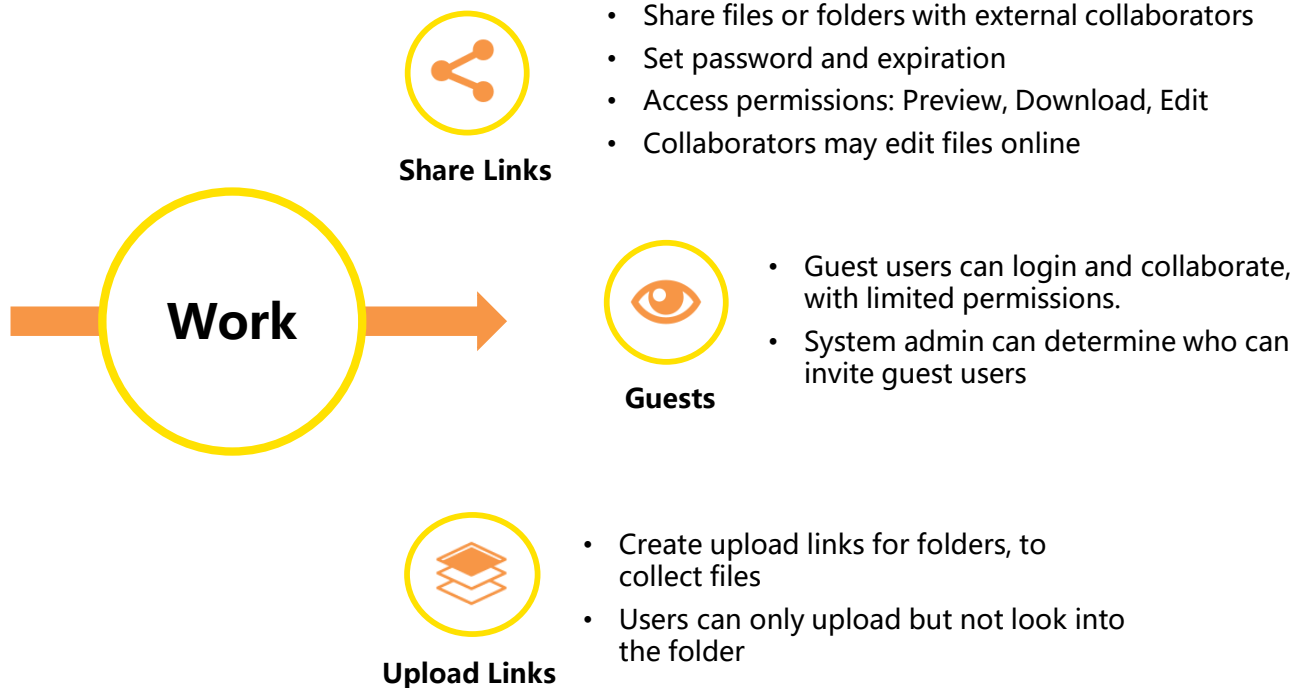 • Share files or folders with external collaborators
• Set password and expiration
• Access permissions: Preview, Download, Edit
• Collaborators may edit files online
Share Links
Work
• Guest users can login and collaborate,
with limited permissions.
• System admin can determine who can
invite guest users
Guests
• Create upload links for folders, to
collect files
• Users can only upload but not look into
the folder
Upload Links